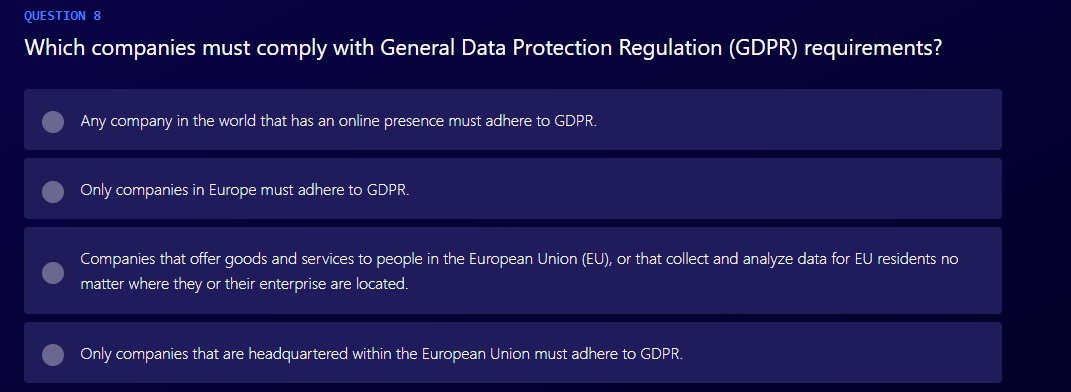 QUESTION 8
Which companies must comply with General Data Protection Regulation (GDPR) requirements?
Any company in the world that has an online presence must adhere to GDPR.
Only companies in Europe must adhere to GDPR.
Companies that offer goods and services to people in the European Union (EU), or that collect and analyze data for EU residents no
matter where they or their enterprise are located.
Only companies that are headquartered within the European Union must adhere to GDPR.